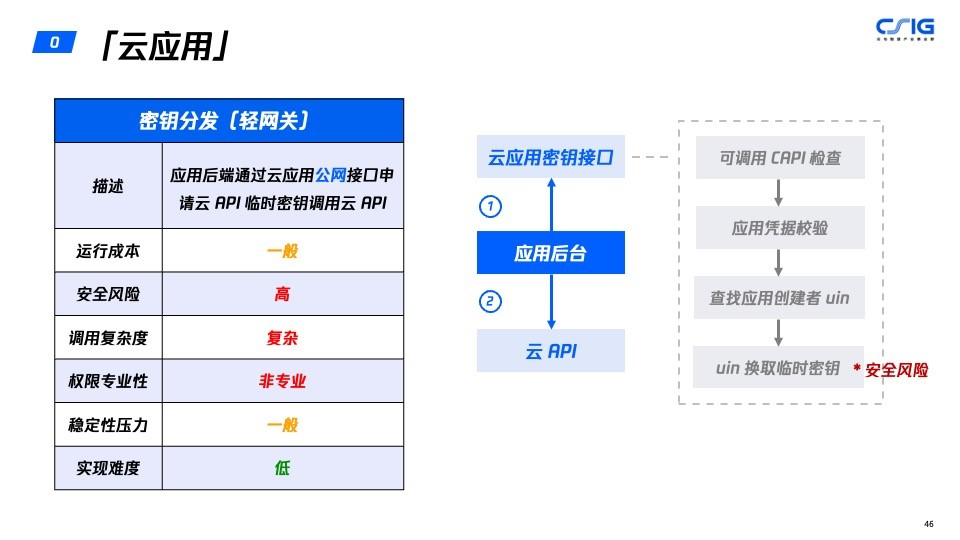 0
「云应用」
CSIG
密钥分发（轻网关）
描述
应用后端通过云应用公网接口申
请云 API 临时密钥调用云 API
运行成本
一般
安全风险
高
调用复杂度
复杂
权限专业性
非专业
稳定性压力
一般
实现难度
低
云应用密钥接口
①
应用后台
②
云 API
可调用 CAPI 检查
应用凭据校验
查找应用创建者 uin
uin 换取临时密钥
* 安全风险
46